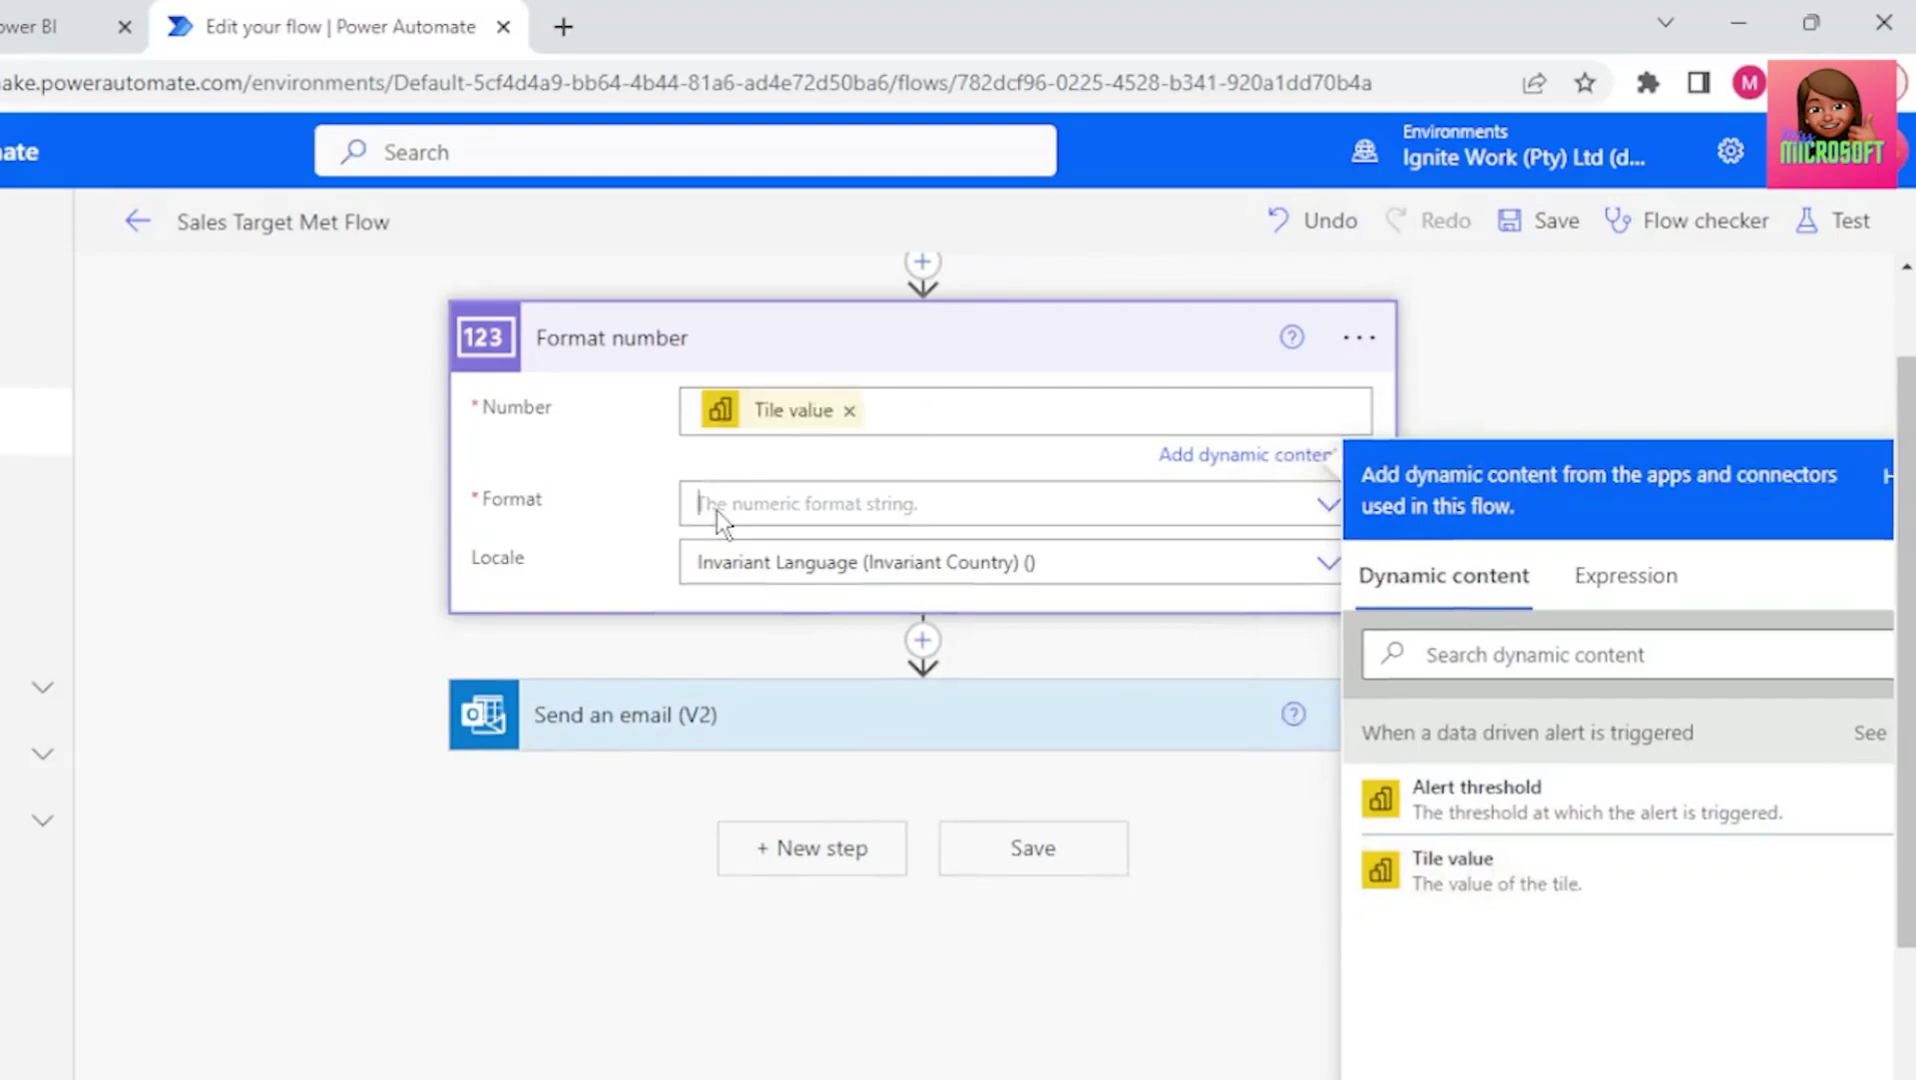 ower BI
Edit your flow | Power Automate
make.powerautomate.com/environments/Default-5cf4d4a9-bb64-4b44-81a6-ad4e72d50ba6/flows/782dcf96-0225-4528-b341-920a1dd70b4a
M
MICROSOFT
ate
Search
Environments
Ignite Work (Pty) Ltd (d...
Sales Target Met Flow
Undo
Redo
Save
Flow checker
Test
123
Format number
* Number
Tile value
Add dynamic conten
* Format
The numeric format string.
Locale
Invariant Language (Invariant Country) ()
Send an email (V2)
+ New step
Save
Add dynamic content from the apps and connectors
used in this flow.
Dynamic content
Expression
Search dynamic content
When a data driven alert is triggered
See
Alert threshold
The threshold at which the alert is triggered.
Tile value
The value of the tile.